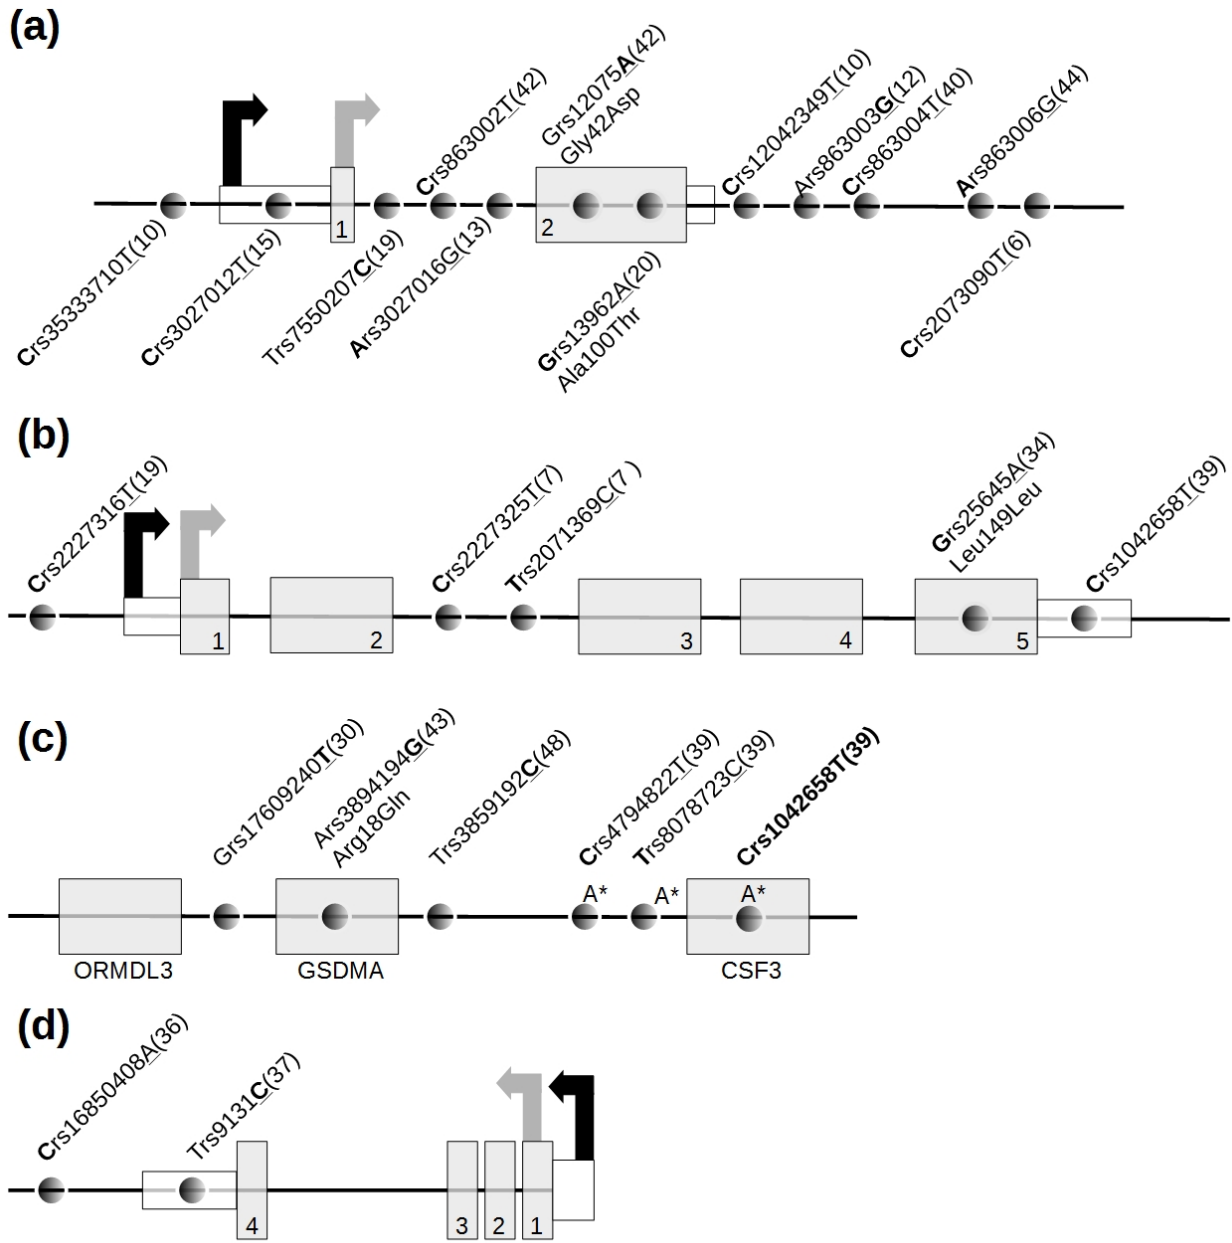 (a)
Crs35333710T(10)
Crs3027012T(15)
Trs7550207C(19)
Crs863002T(42)
Ars3027016G(13)
Grs12075A(42)
Gly42Asp
Grs13962A(20)
Ala100Thr
Crs12042349T(10)
Ars863003G(12)
Crs863004T(40)
Ars863006G(44)
Crs2073090T(6)
1
2
(b)
Crs2227316T(19)
Crs2227325T(7)
Trs2071369C(7 )
Grs25645A(34)
Leu149Leu
Crs1042658T(39)
1
2
3
4
5
(c)
Grs17609240T(30)
Ars3894194G(43)
Arg18Gln
Trs3859192C(48)
Crs4794822T(39)
Trs8078723C(39)
Crs1042658T(39)
A*
A*
A*
ORMDL3
GSDMA
CSF3
(d)
Crs16850408A(36)
Trs9131C(37)
4
3
2
1